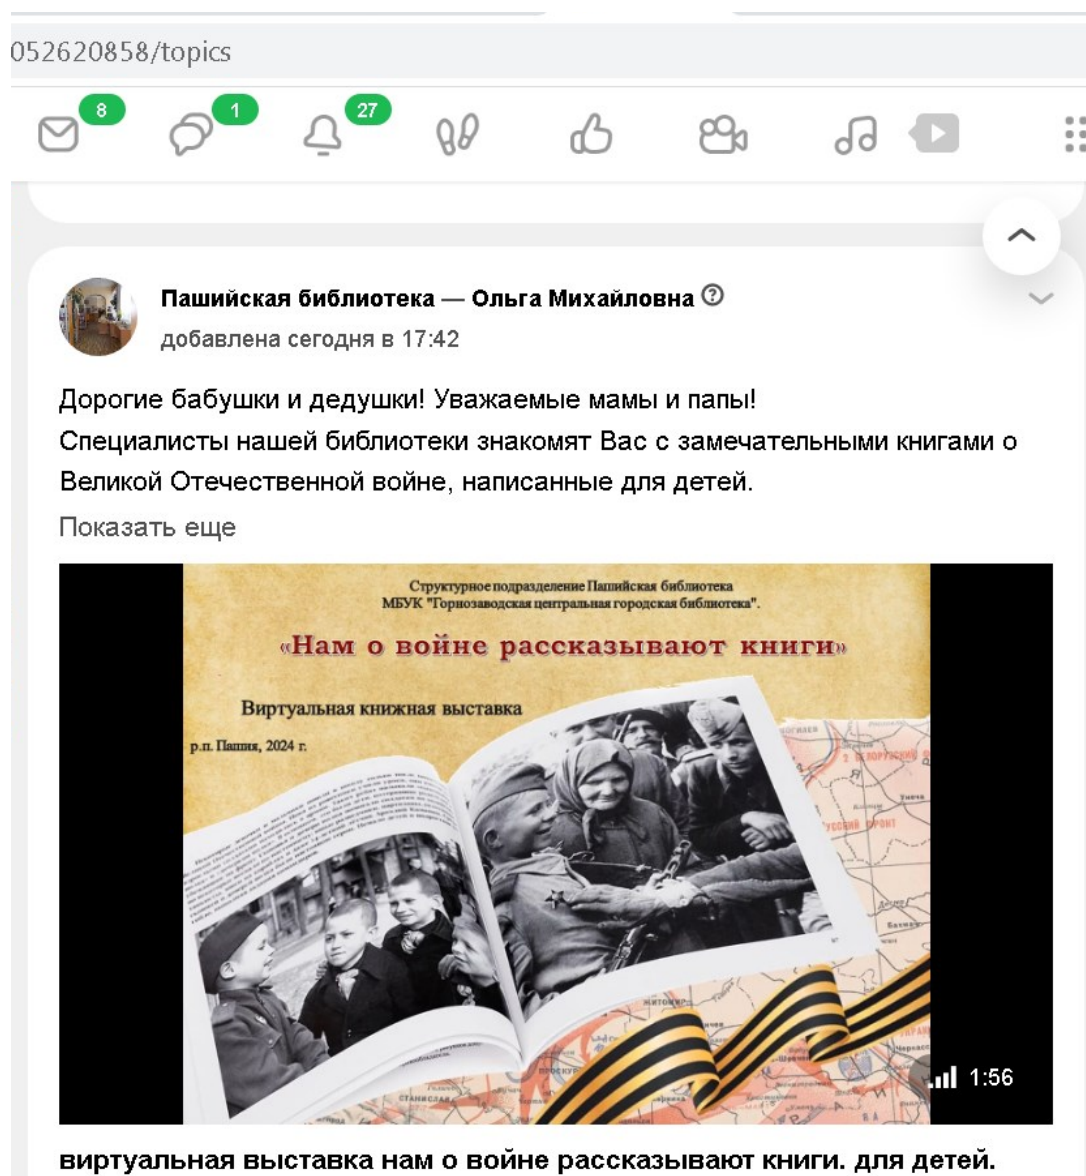 052620858/topics
8
1
27
Пашийская библиотека — Ольга Михайловна
добавлена сегодня в 17:42
Дорогие бабушки и дедушки! Уважаемые мамы и папы!
Специалисты нашей библиотеки знакомят Вас с замечательными книгами о
Великой Отечественной войне, написанные для детей.
Показать еще
Структурное подразделение Пашийская библиотека
МБУК "Горнозаводская центральная городская библиотека".
«Нам о войне рассказывают книги»
Виртуальная книжная выставка
р.п. Пашия, 2024 г.
Унеча
ЖИТОМИР
СТАНИСЛАВ
1:56
виртуальная выставка нам о войне рассказывают книги. для детей.